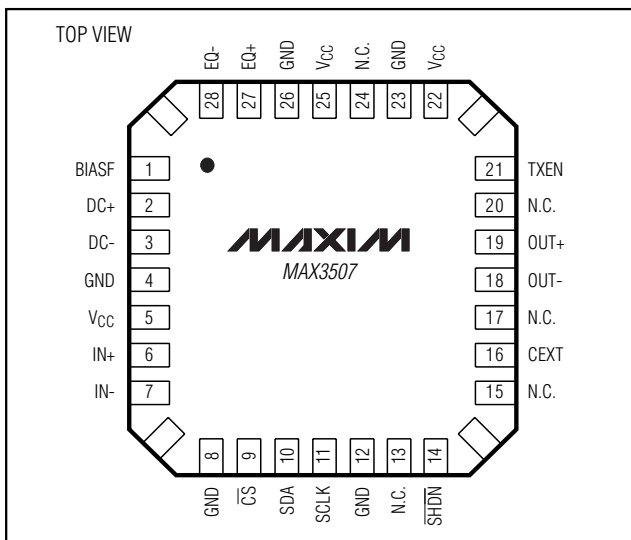 TOP VIEW
EQ-
EQ+
GND
VCC
N.C.
GND
VCC
28
27
26
25
24
23
22
BIASF 1
DC+ 2
DC- 3
GND 4
VCC 5
IN+ 6
IN- 7
MAXIM
MAX3507
21 TXEN
20 N.C.
19 OUT+
18 OUT-
17 N.C.
16 CEXT
15 N.C.
8
9
10
11
12
13
14
GND
C̅S̅
SDA
SCLK
GND
N.C.
S̅H̅D̅N̅